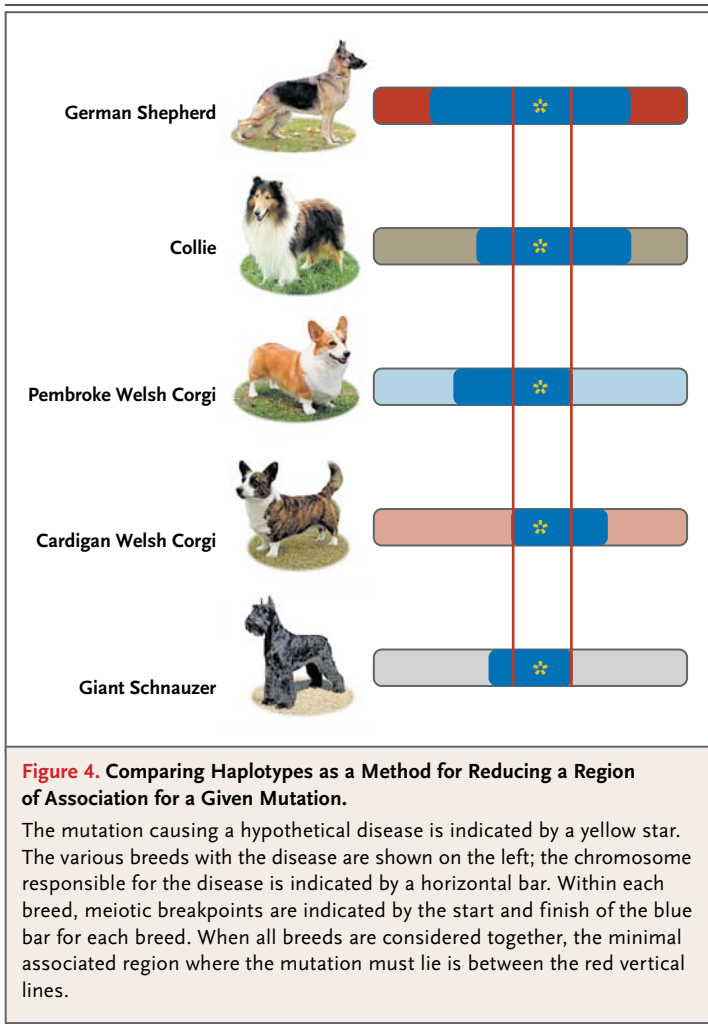 German Shepherd
Collie
Pembroke Welsh Corgi
Cardigan Welsh Corgi
Giant Schnauzer
Figure 4. Comparing Haplotypes as a Method for Reducing a Region
of Association for a Given Mutation.
The mutation causing a hypothetical disease is indicated by a yellow star.
The various breeds with the disease are shown on the left; the chromosome
responsible for the disease is indicated by a horizontal bar. Within each
breed, meiotic breakpoints are indicated by the start and finish of the blue
bar for each breed. When all breeds are considered together, the minimal
associated region where the mutation must lie is between the red vertical
lines.